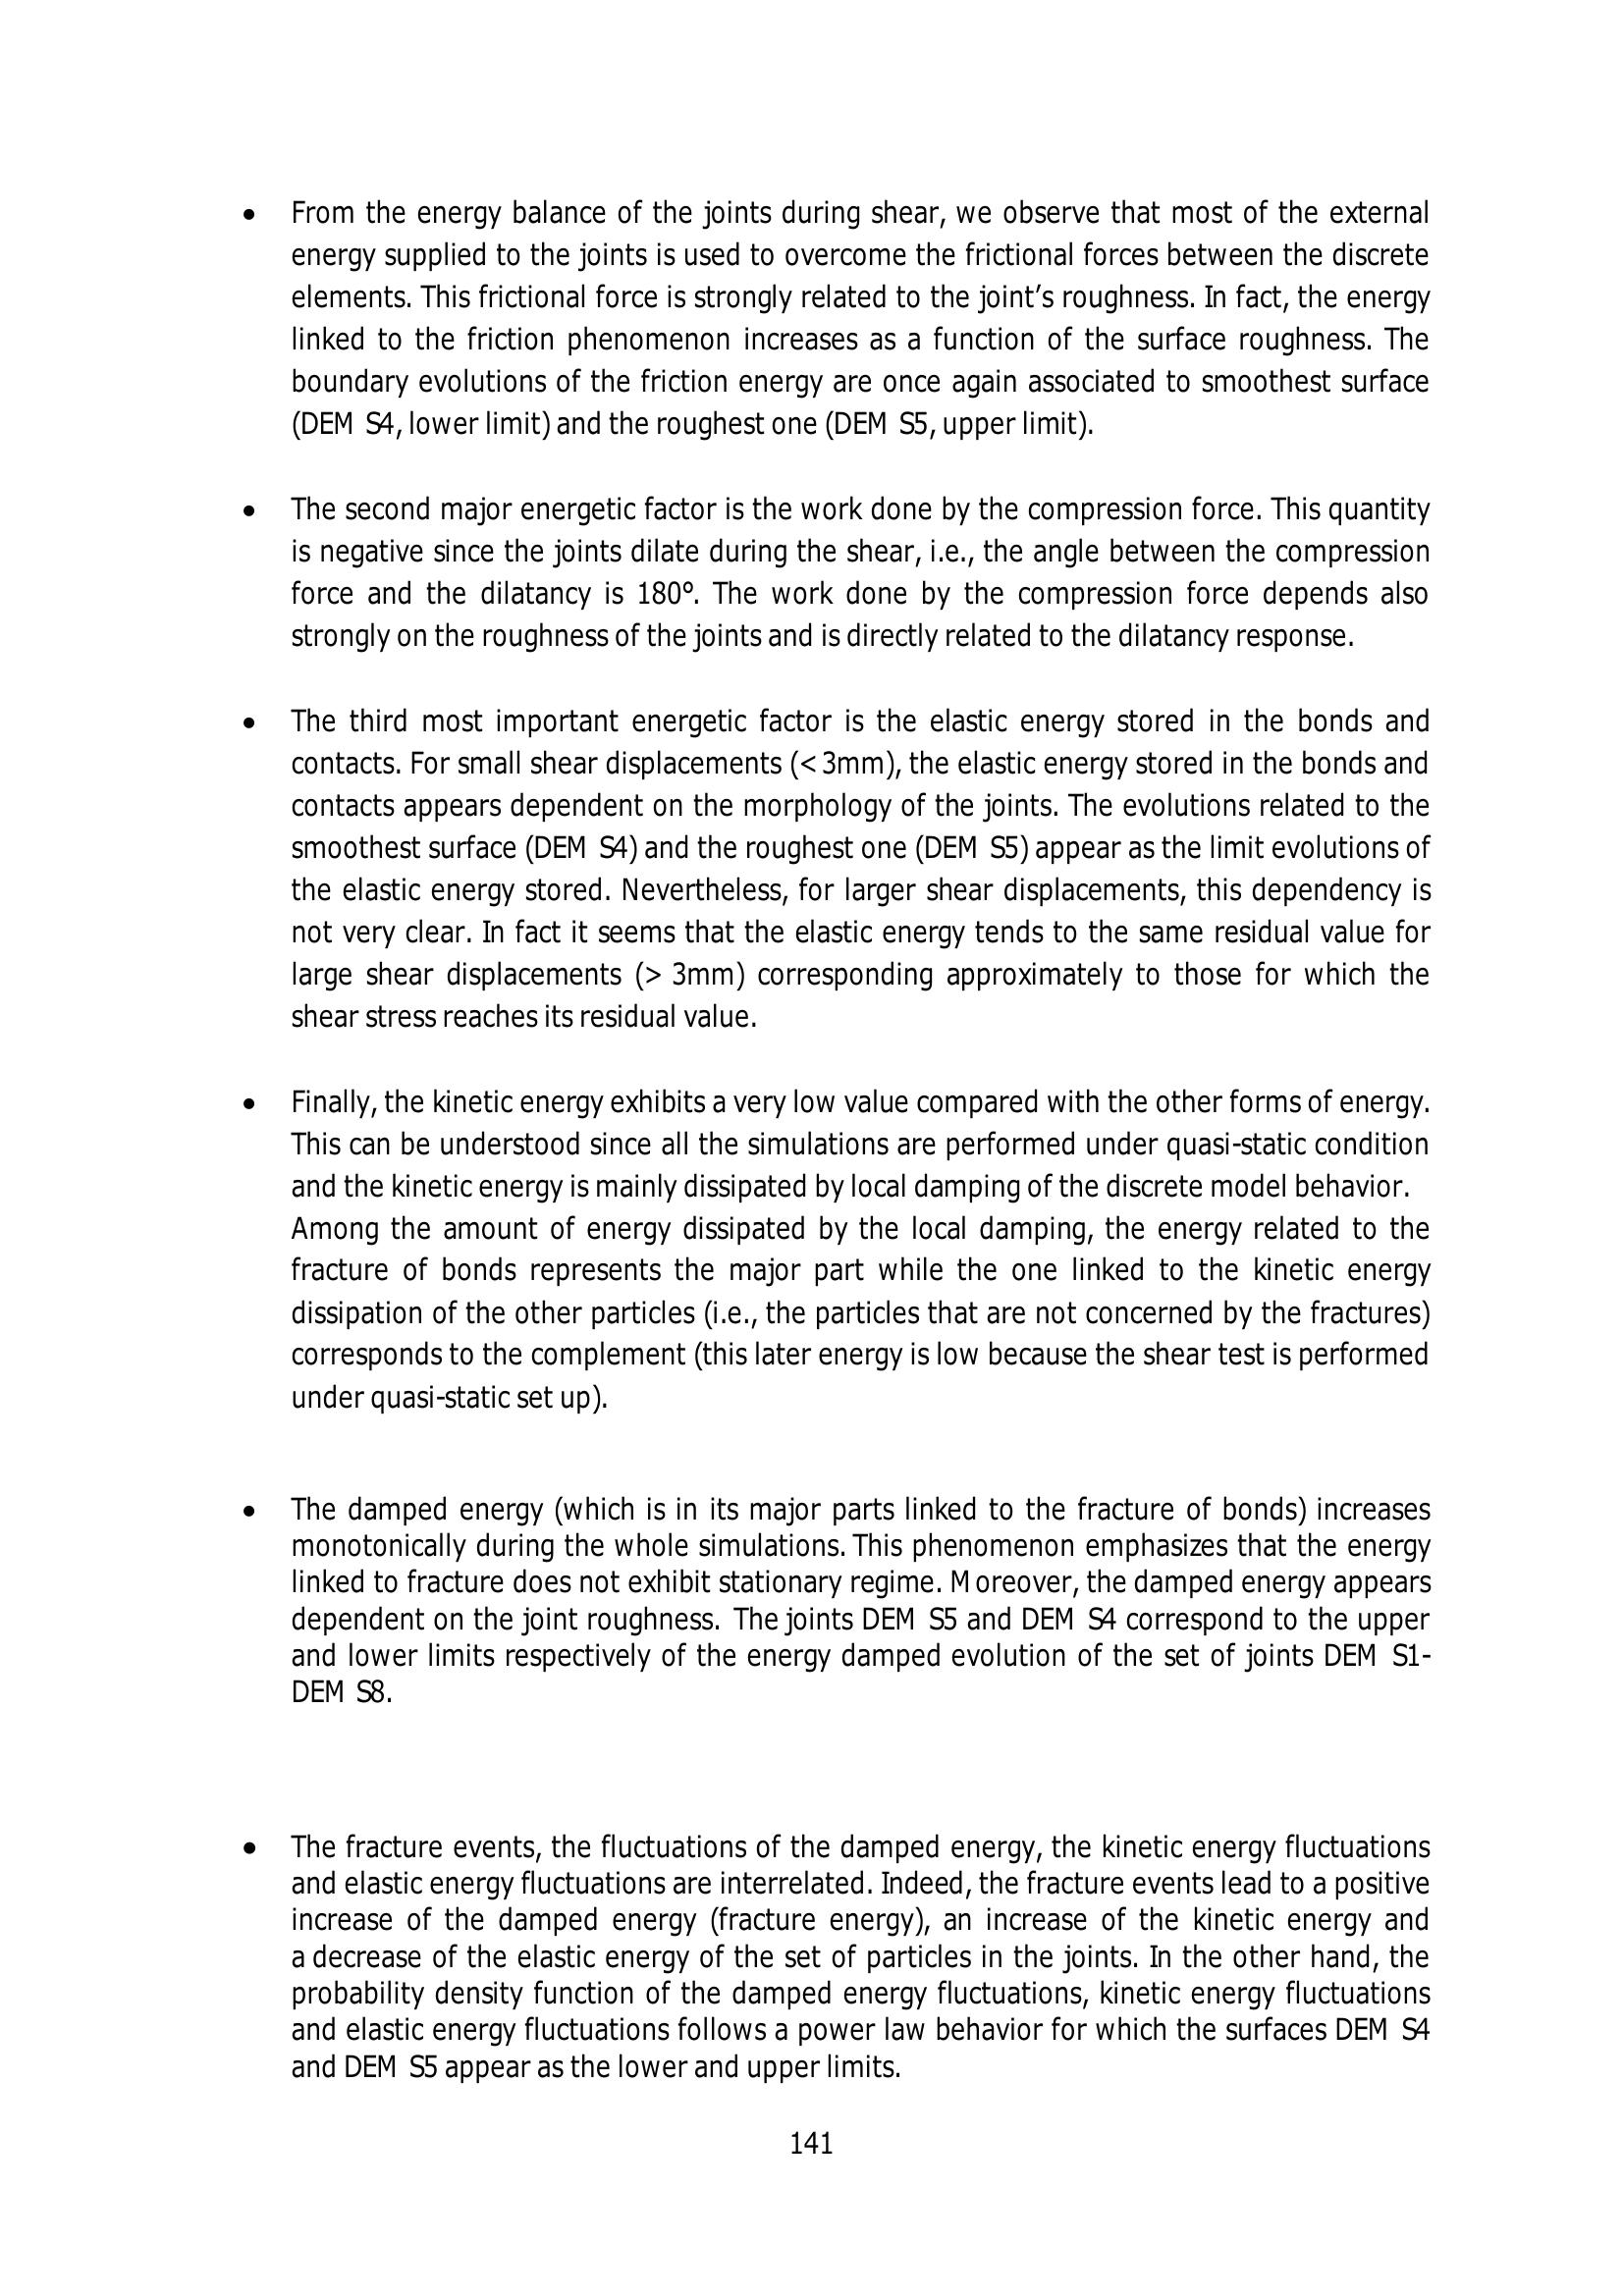 • From the energy balance of the joints during shear, we observe that most of the external
energy supplied to the joints is used to overcome the frictional forces between the discrete
elements. This frictional force is strongly related to the joint’s roughness. In fact, the energy
linked to the friction phenomenon increases as a function of the surface roughness. The
boundary evolutions of the friction energy are once again associated to smoothest surface
(DEM S4, lower limit) and the roughest one (DEM S5, upper limit).
• The second major energetic factor is the work done by the compression force. This quantity
is negative since the joints dilate during the shear, i.e., the angle between the compression
force and the dilatancy is 180º. The work done by the compression force depends also
strongly on the roughness of the joints and is directly related to the dilatancy response.
• The third most important energetic factor is the elastic energy stored in the bonds and
contacts. For small shear displacements (< 3mm), the elastic energy stored in the bonds and
contacts appears dependent on the morphology of the joints. The evolutions related to the
smoothest surface (DEM S4) and the roughest one (DEM S5) appear as the limit evolutions of
the elastic energy stored. Nevertheless, for larger shear displacements, this dependency is
not very clear. In fact it seems that the elastic energy tends to the same residual value for
large shear displacements (> 3mm) corresponding approximately to those for which the
shear stress reaches its residual value.
• Finally, the kinetic energy exhibits a very low value compared with the other forms of energy.
This can be understood since all the simulations are performed under quasi-static condition
and the kinetic energy is mainly dissipated by local damping of the discrete model behavior.
Among the amount of energy dissipated by the local damping, the energy related to the
fracture of bonds represents the major part while the one linked to the kinetic energy
dissipation of the other particles (i.e., the particles that are not concerned by the fractures)
corresponds to the complement (this later energy is low because the shear test is performed
under quasi-static set up).
• The damped energy (which is in its major parts linked to the fracture of bonds) increases
monotonically during the whole simulations. This phenomenon emphasizes that the energy
linked to fracture does not exhibit stationary regime. Moreover, the damped energy appears
dependent on the joint roughness. The joints DEM S5 and DEM S4 correspond to the upper
and lower limits respectively of the energy damped evolution of the set of joints DEM S1-
DEM S8.
• The fracture events, the fluctuations of the damped energy, the kinetic energy fluctuations
and elastic energy fluctuations are interrelated. Indeed, the fracture events lead to a positive
increase of the damped energy (fracture energy), an increase of the kinetic energy and
a decrease of the elastic energy of the set of particles in the joints. In the other hand, the
probability density function of the damped energy fluctuations, kinetic energy fluctuations
and elastic energy fluctuations follows a power law behavior for which the surfaces DEM S4
and DEM S5 appear as the lower and upper limits.
141